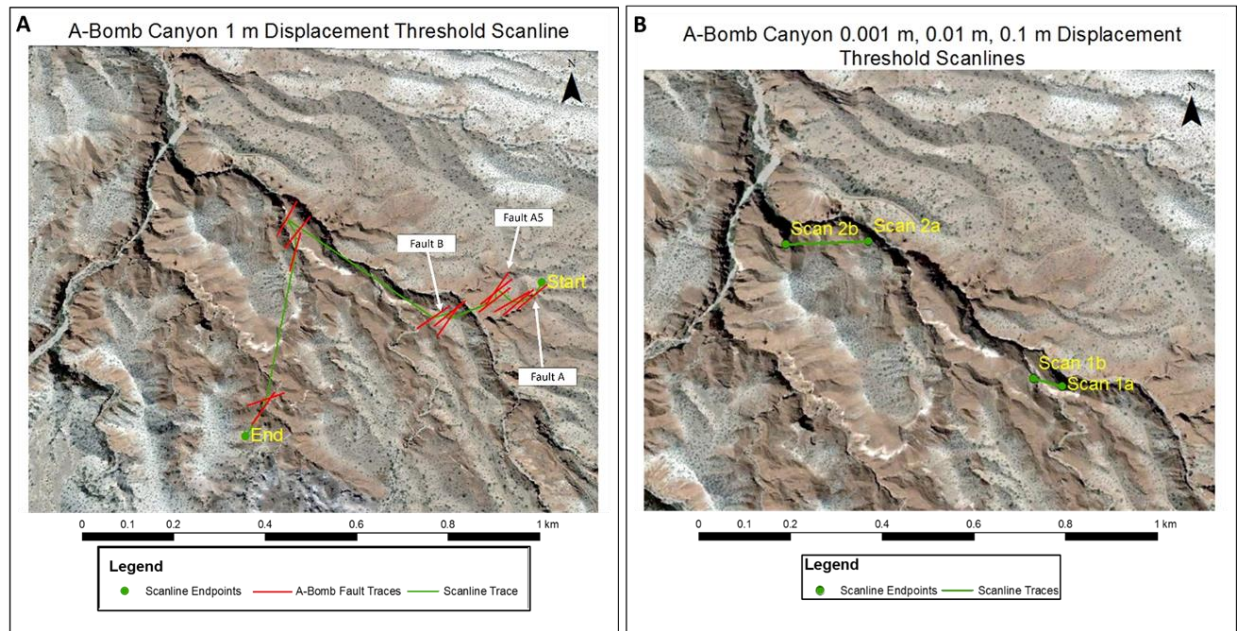 A
A-Bomb Canyon 1 m Displacement Threshold Scanline
N
Fault A5
Fault B
Start
Fault A
End
0 0.1 0.2 0.4 0.6 0.8 1 km
Legend
Scanline Endpoints A-Bomb Fault Traces Scanline Trace
B
A-Bomb Canyon 0.001 m, 0.01 m, 0.1 m Displacement
Threshold Scanlines
N
Scan 2b Scan 2a
Scan 1b
Scan 1a
0 0.1 0.2 0.4 0.6 0.8 1 km
Legend
Scanline Endpoints Scanline Traces